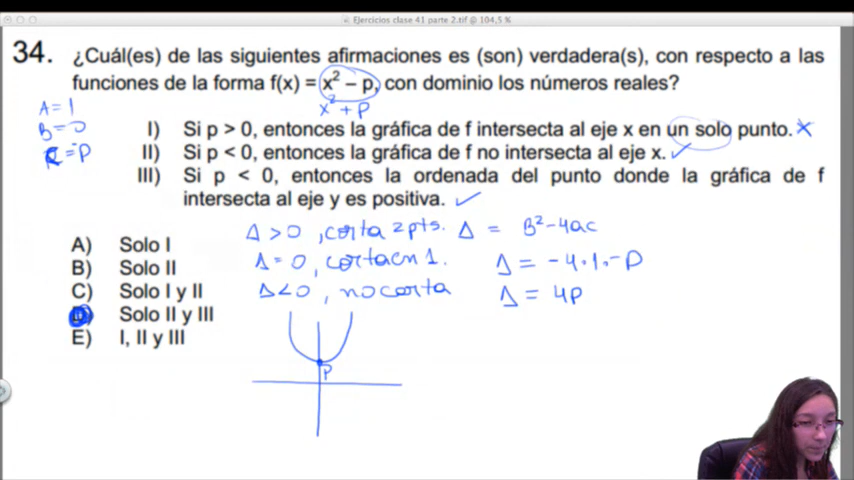 Ejercicios clase 41 parte 2.tif @ 104,5 %
34. ¿Cuál(es) de las siguientes afirmaciones es (son) verdadera(s), con respecto a las
funciones de la forma f(x) = x² – p, con dominio los números reales?
x² + p
A = 1
B = 0
C = -p
I) Si p > 0, entonces la gráfica de f intersecta al eje x en un solo punto.
II) Si p < 0, entonces la gráfica de f no intersecta al eje x.
III) Si p < 0, entonces la ordenada del punto donde la gráfica de f
intersecta al eje y es positiva.
A) Solo I
B) Solo II
C) Solo I y II
D) Solo II y III
E) I, II y III
Δ > 0, corta 2 pts.
Δ = 0, corta en 1.
Δ < 0, no corta
Δ = B² - 4ac
Δ = -4·1·-p
Δ = 4p
p